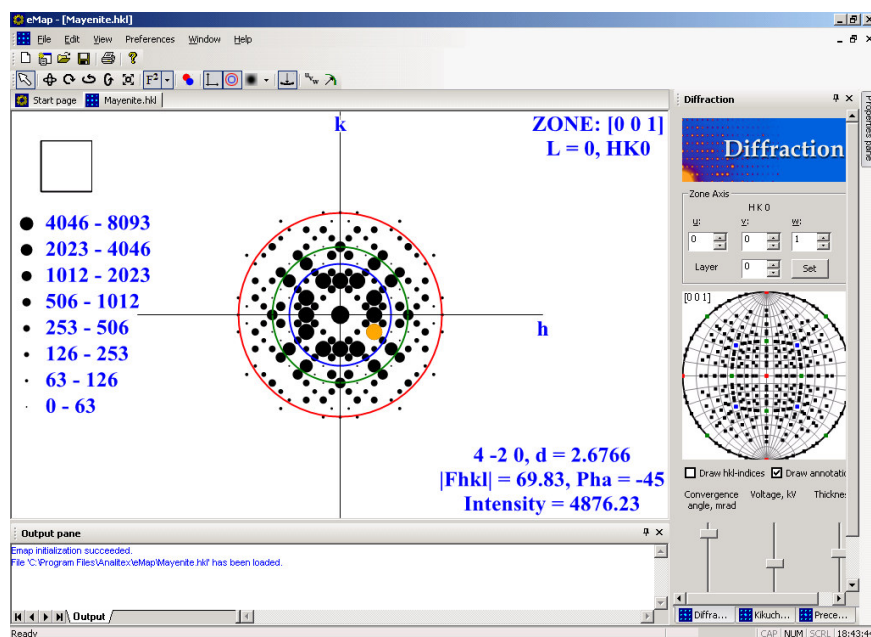 eMap - [Mayenite.hkl]
File Edit View Preferences Window Help
F²
Start page Mayenite.hkl
k
ZONE: [0 0 1]
L = 0, HK0
4046 - 8093
2023 - 4046
1012 - 2023
506 - 1012
253 - 506
126 - 253
63 - 126
0 - 63
h
4 -2 0, d = 2.6766
|Fhkl| = 69.83, Pha = -45
Intensity = 4876.23
Diffraction
Properties pane
Diffraction
Zone Axis
H K 0
u: v: w:
0 0 1
Layer 0 Set
[0 0 1]
Draw hkl-indices Draw annotatio
Convergence angle, mrad Voltage, kV Thickne
Diffra... Kikuch... Prece...
Output pane
Emap initialization succeeded.
File 'C:\Program Files\Analitex\eMap\Mayenite.hkl' has been loaded.
Output
Ready
CAP NUM SCRL 18:43:4